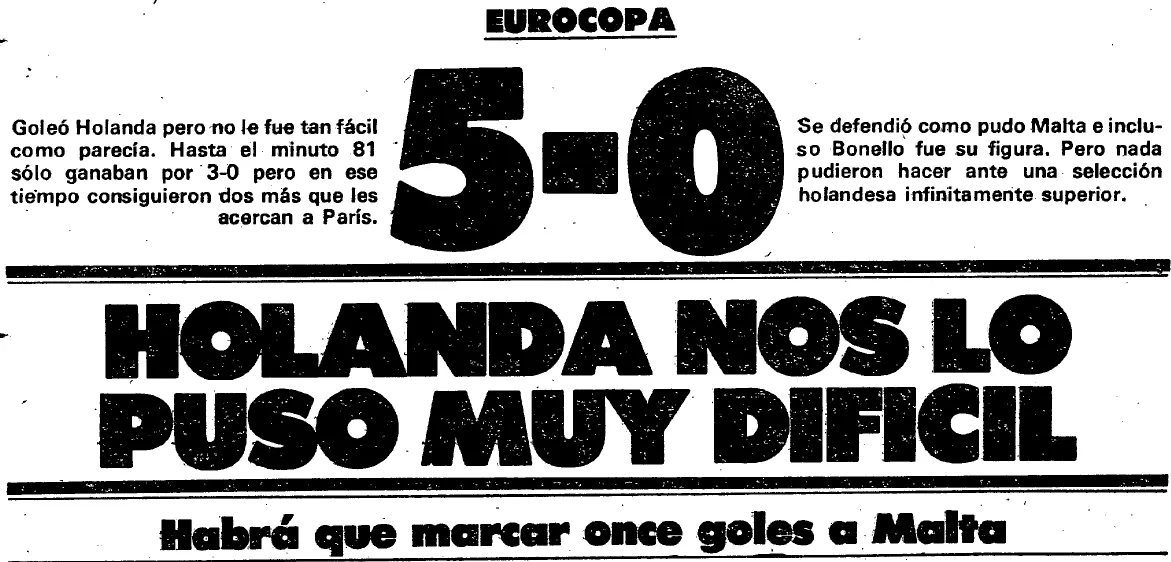 EUROCOPA
Goleó Holanda pero no le fue tan fácil
como parecía. Hasta el minuto 81
sólo ganaban por 3-0 pero en ese
tiempo consiguieron dos más que les
acercan a París.
5-0
Se defendió como pudo Malta e inclu-
so Bonello fue su figura. Pero nada
pudieron hacer ante una selección
holandesa infinitamente superior.
HOLANDA NOS LO
PUSO MUY DIFICIL
Habrá que marcar once goles a Malta